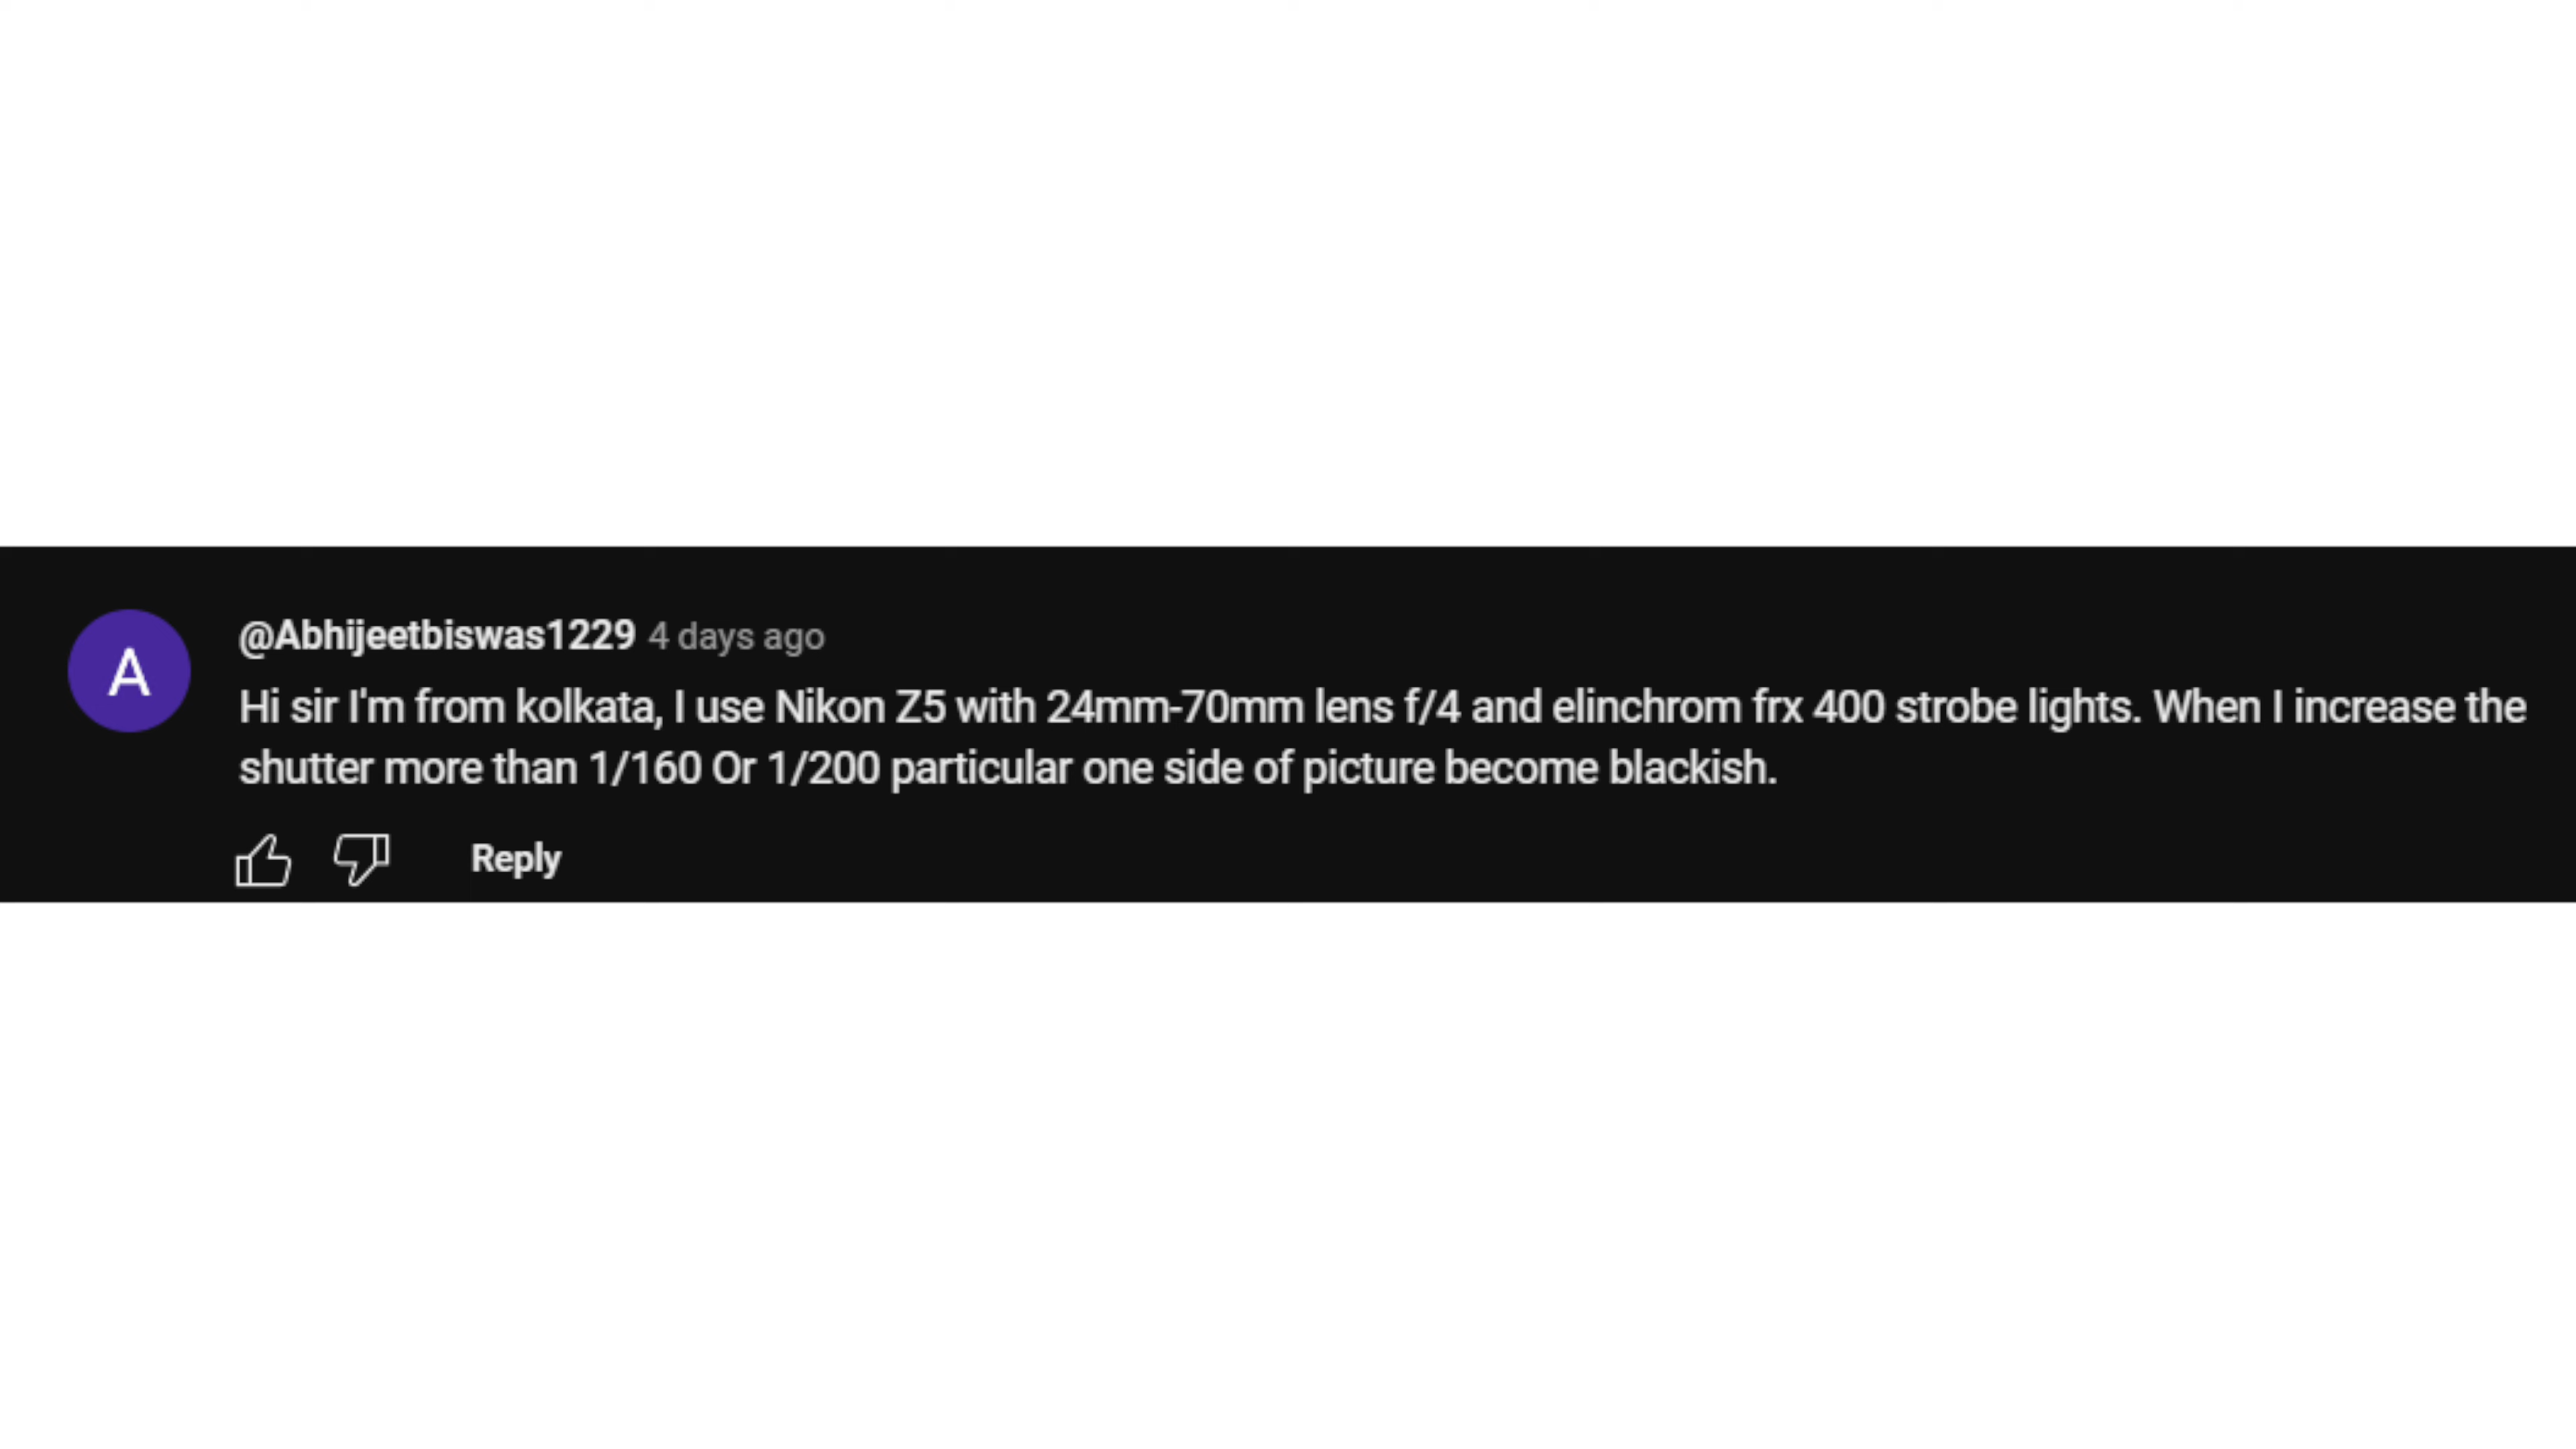 A
@Abhijeetbiswas1229 4 days ago
Hi sir I'm from kolkata, I use Nikon Z5 with 24mm-70mm lens f/4 and elinchrom frx 400 strobe lights. When I increase the
shutter more than 1/160 Or 1/200 particular one side of picture become blackish.
Reply